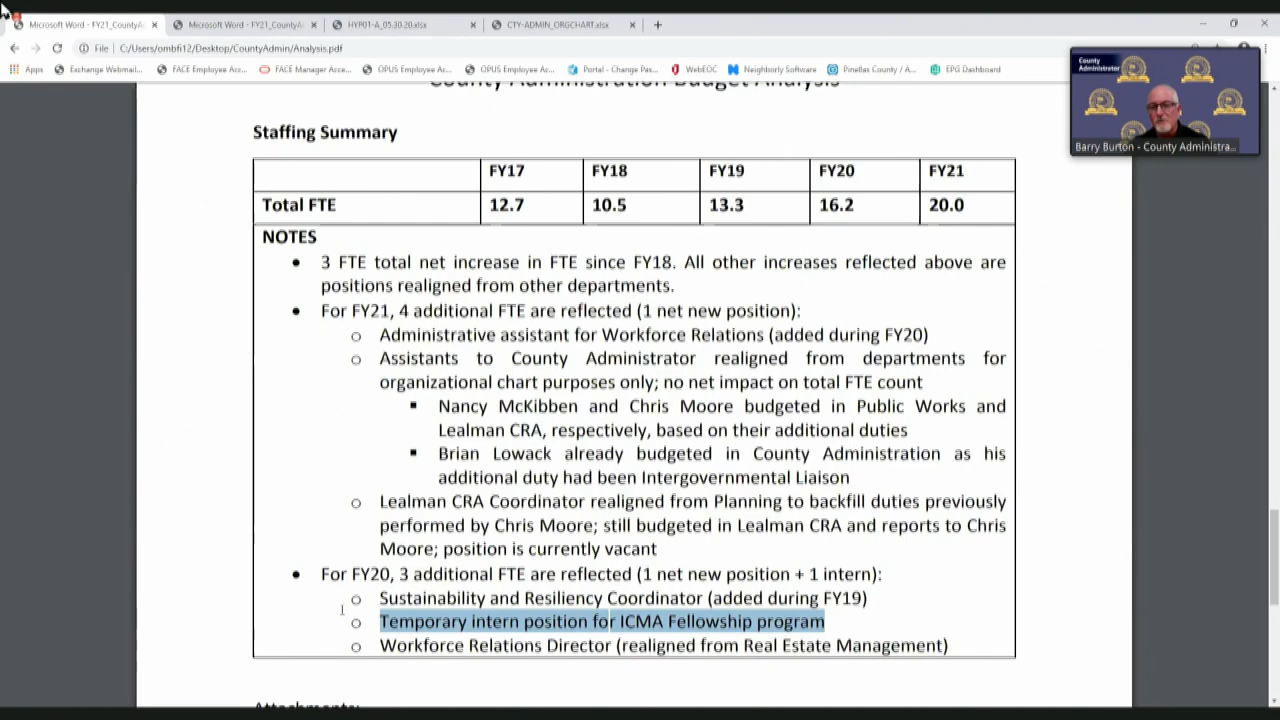 Microsoft Word - FY21_CountyA
Microsoft Word - FY21_CountyA
HYP01-A_05.30.20.xlsx
CTY-ADMIN_ORGCHART.xlsx
File
C:/Users/ombfi12/Desktop/CountyAdmin/Analysis.pdf
Apps
Exchange Webmail...
FACE Employee Acc...
FACE Manager Acce...
OPUS Employee Ac...
OPUS Employee Ac...
Portal - Change Pas...
WebEOC
Neighborly Software
Pinellas County / A...
EPG Dashboard
County Administration Budget Analysis
County
Administrator
Barry Burton - County Administra...
Staffing Summary
FY17 FY18 FY19 FY20 FY21
Total FTE 12.7 10.5 13.3 16.2 20.0
NOTES
• 3 FTE total net increase in FTE since FY18. All other increases reflected above are
positions realigned from other departments.
• For FY21, 4 additional FTE are reflected (1 net new position):
o Administrative assistant for Workforce Relations (added during FY20)
o Assistants to County Administrator realigned from departments for
organizational chart purposes only; no net impact on total FTE count
▪ Nancy McKibben and Chris Moore budgeted in Public Works and
Lealman CRA, respectively, based on their additional duties
▪ Brian Lowack already budgeted in County Administration as his
additional duty had been Intergovernmental Liaison
o Lealman CRA Coordinator realigned from Planning to backfill duties previously
performed by Chris Moore; still budgeted in Lealman CRA and reports to Chris
Moore; position is currently vacant
• For FY20, 3 additional FTE are reflected (1 net new position + 1 intern):
o Sustainability and Resiliency Coordinator (added during FY19)
o Temporary intern position for ICMA Fellowship program
o Workforce Relations Director (realigned from Real Estate Management)
Attachments: